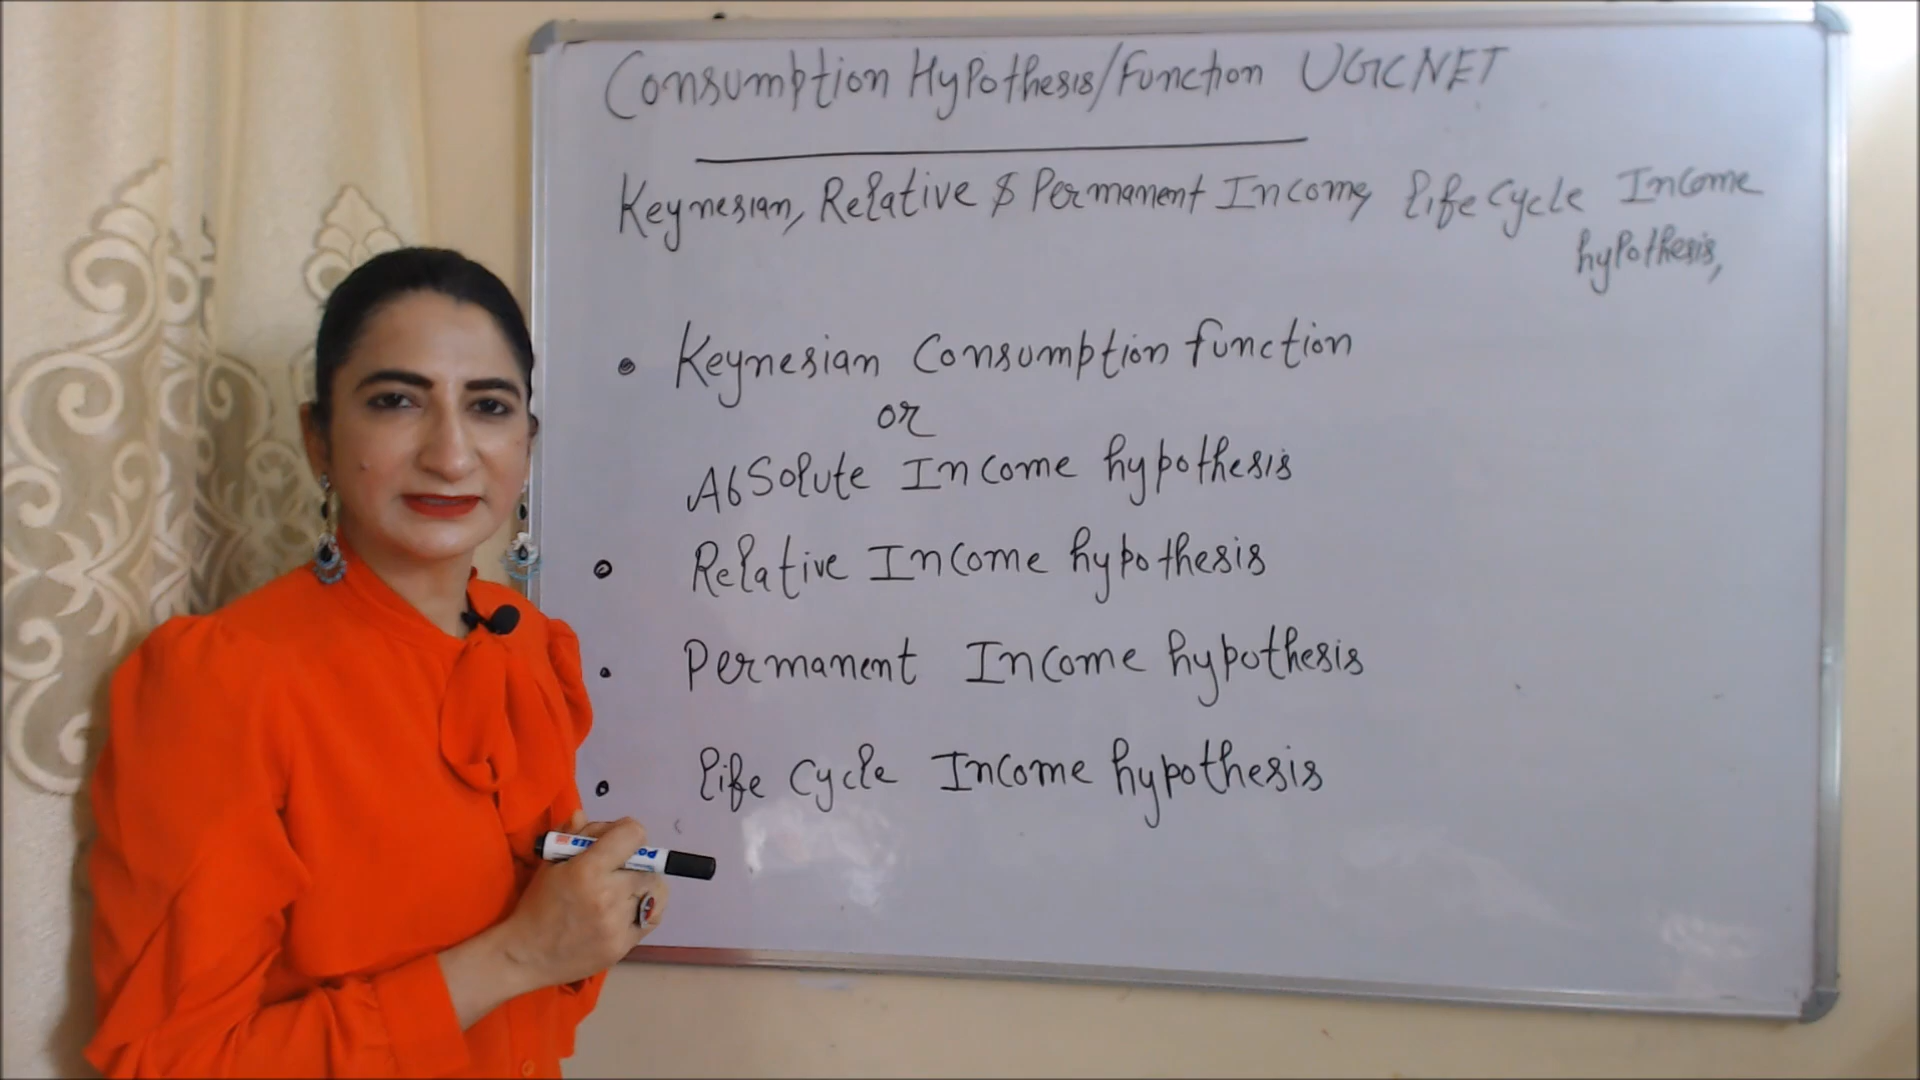 Consumption Hypothesis/Function UGCNET
Keynesian, Relative & Permanent Income, Life Cycle Income
hypothesis,
• Keynesian Consumption function
or
Absolute Income hypothesis
• Relative Income hypothesis
• Permanent Income hypothesis
• Life Cycle Income hypothesis